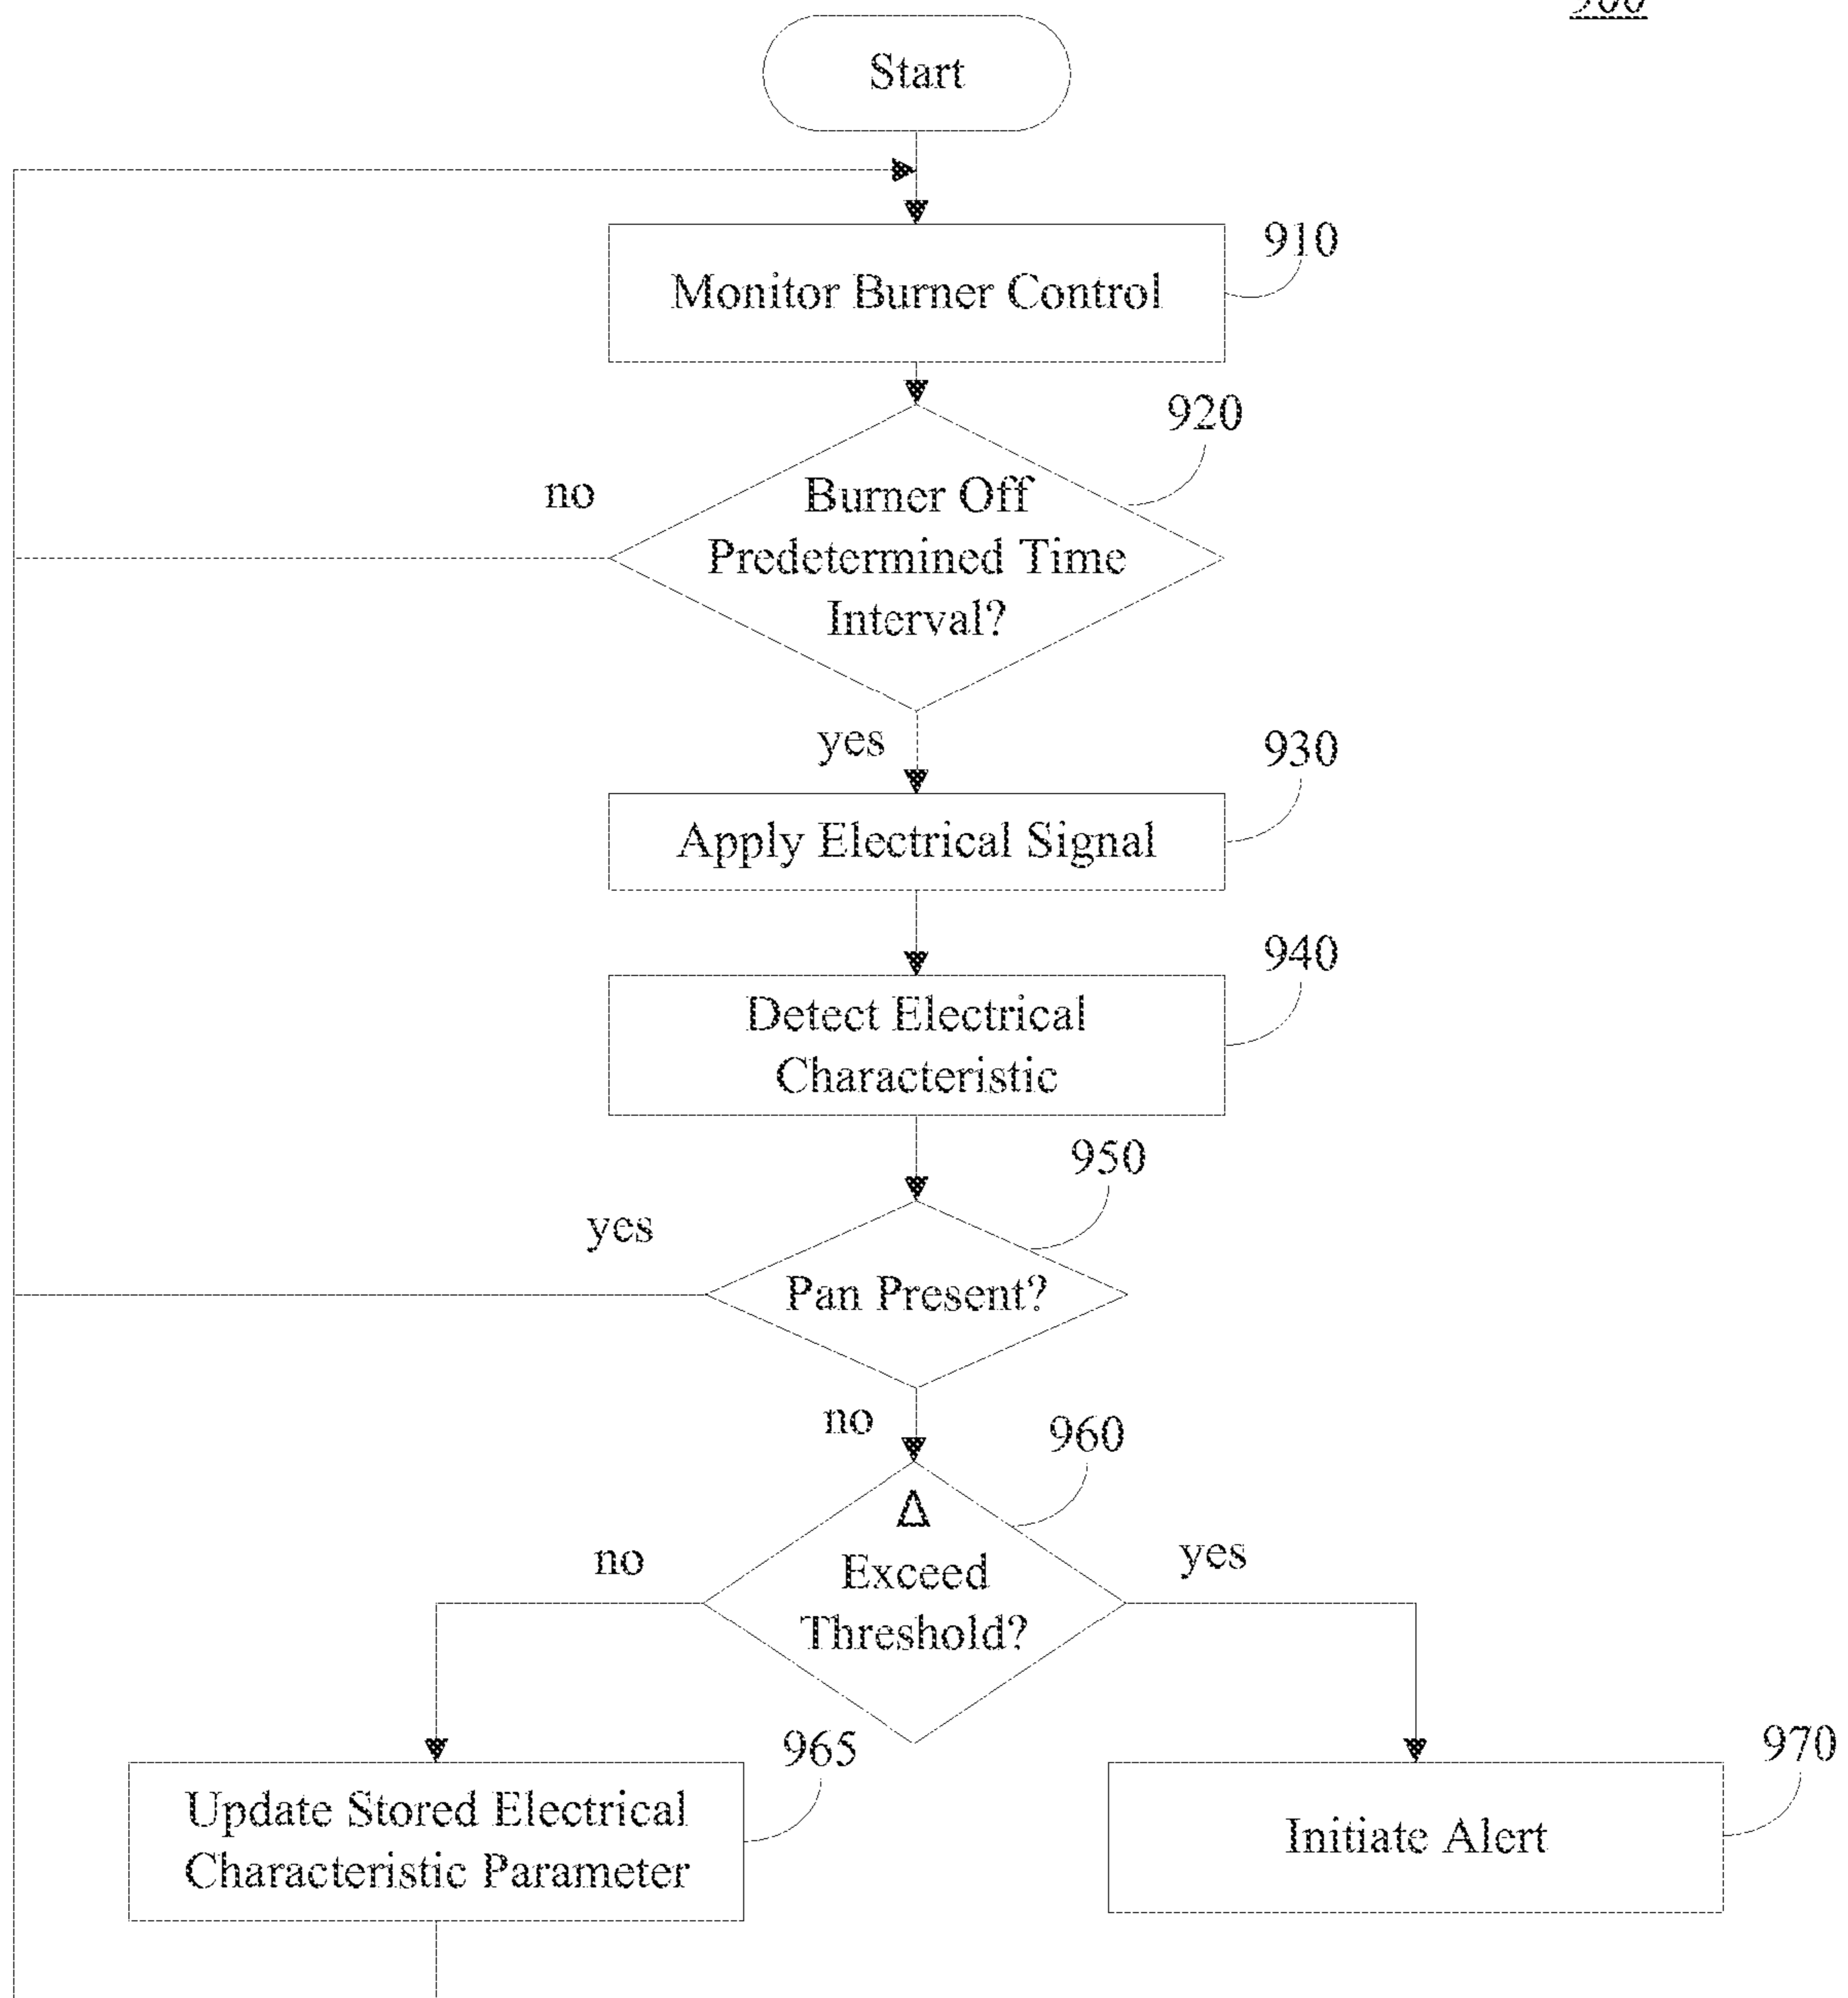 Start
910
Monitor Burner Control
920
no
Burner Off
Predetermined Time
Interval?
yes
930
Apply Electrical Signal
940
Detect Electrical
Characteristic
950
yes
Pan Present?
no
960
Δ
no
yes
Exceed
Threshold?
965
970
Update Stored Electrical
Characteristic Parameter
Initiate Alert